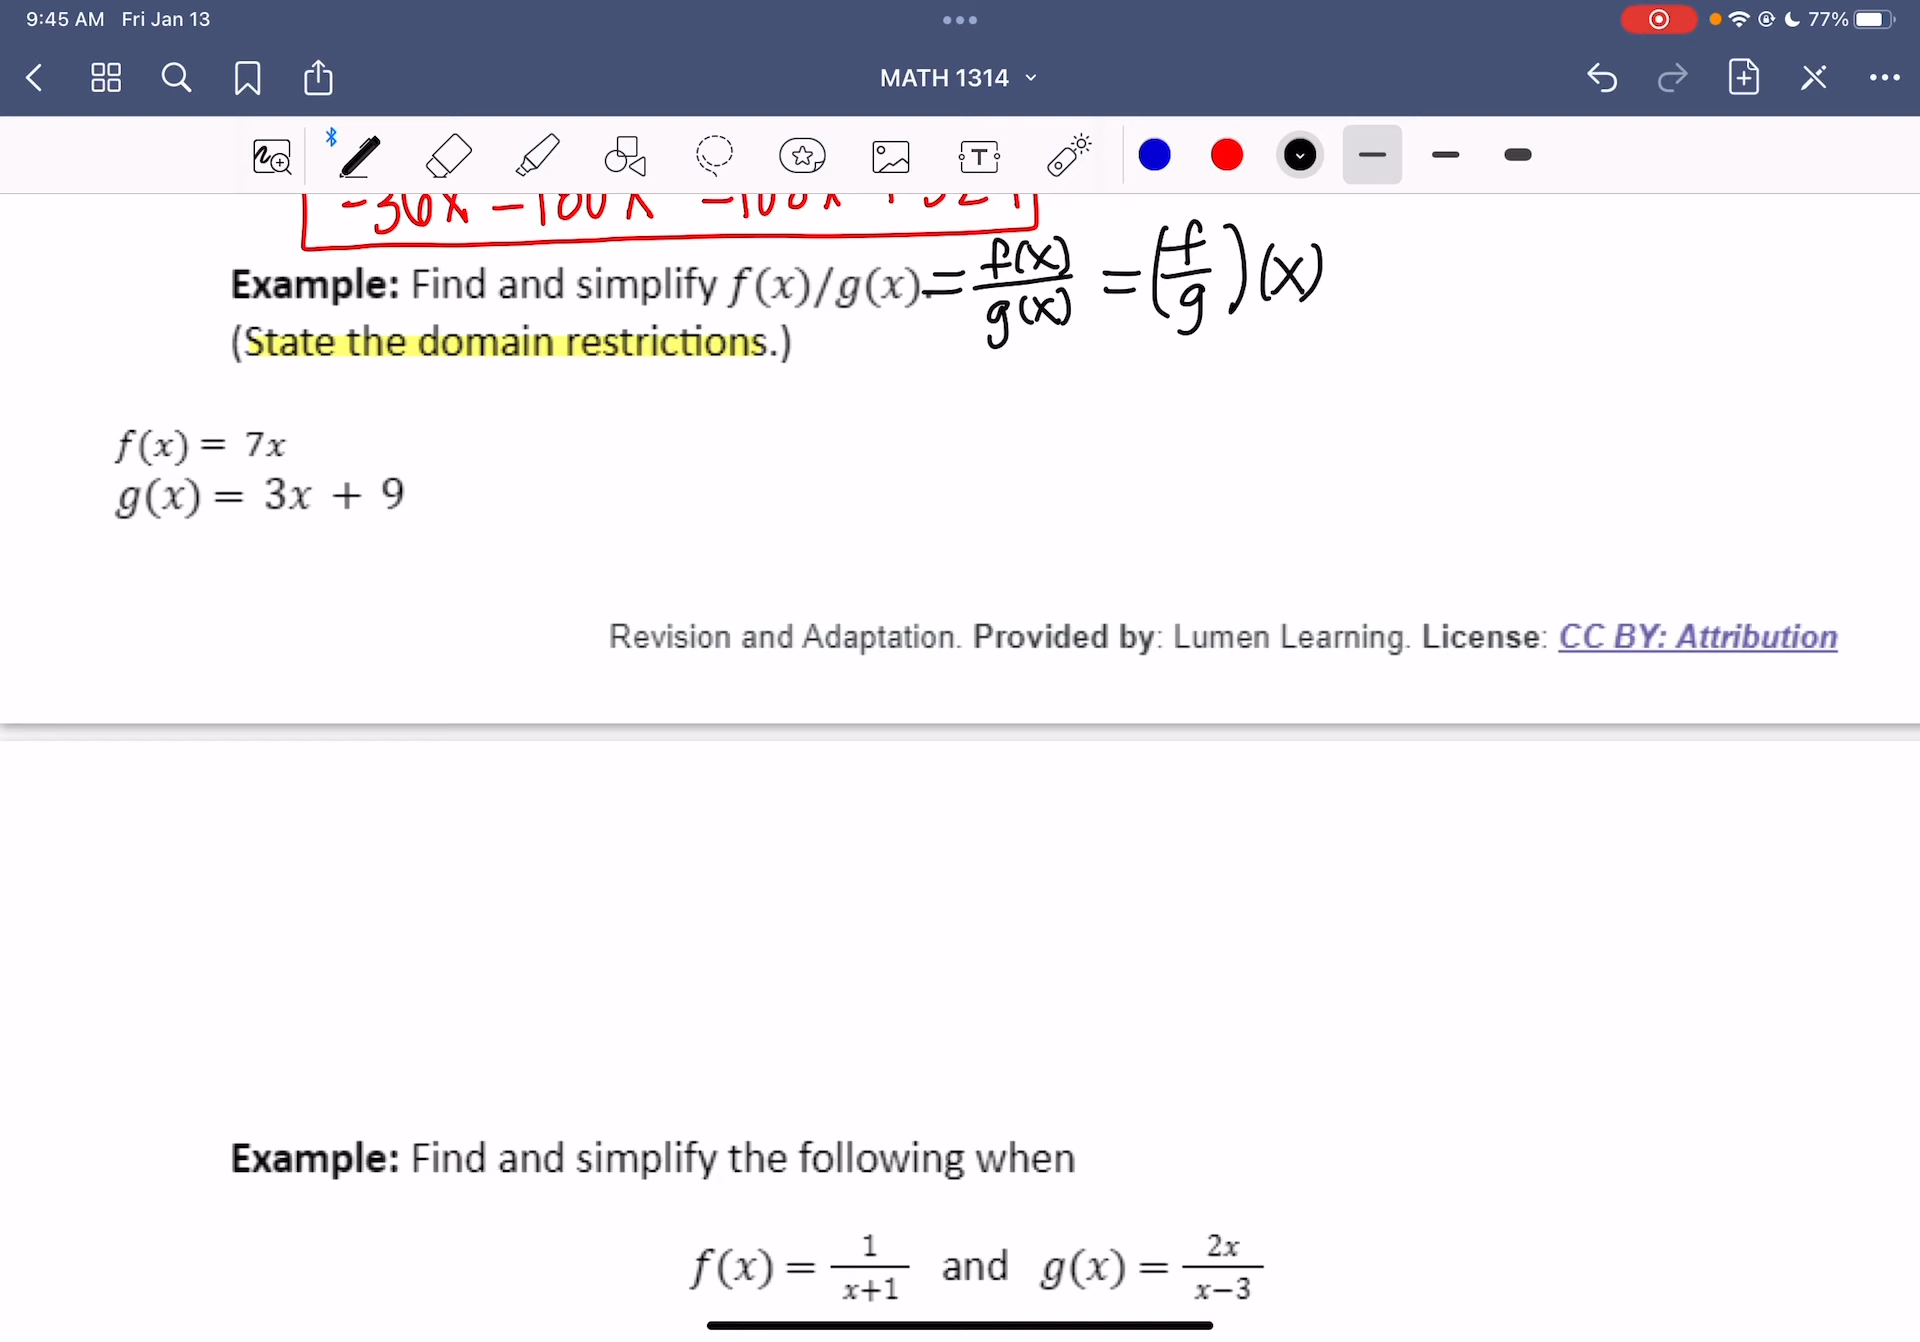 9:45 AM Fri Jan 13
77%
MATH 1314
Example: Find and simplify f(x)/g(x). = f(x)/g(x) = (f/g)(x)
(State the domain restrictions.)
f(x) = 7x
g(x) = 3x + 9
Revision and Adaptation. Provided by: Lumen Learning. License: CC BY: Attribution
Example: Find and simplify the following when
f(x) = 1/(x+1) and g(x) = 2x/(x−3)